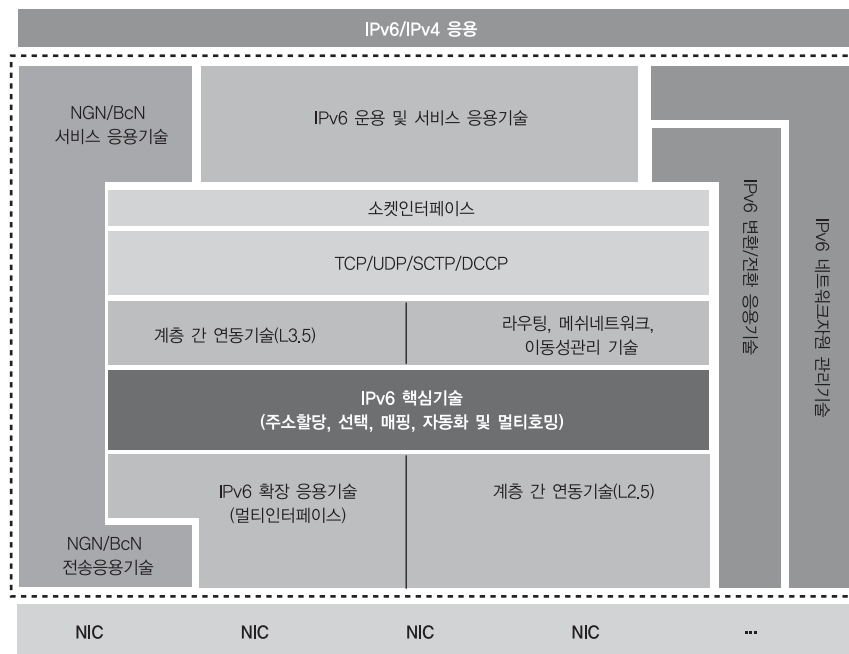 IPv6/IPv4 응용
NGN/BcN
서비스 응용기술
IPv6 운용 및 서비스 응용기술
소켓인터페이스
TCP/UDP/SCTP/DCCP
계층 간 연동기술(L3.5)
라우팅, 메쉬네트워크,
이동성관리 기술
IPv6 핵심기술
(주소할당, 선택, 매핑, 자동화 및 멀티호밍)
IPv6 확장 응용기술
(멀티인터페이스)
계층 간 연동기술(L2.5)
NGN/BcN
전송응용기술
IPv6 변환/전환 응용기술
IPv6 네트워크자원 관리기술
NIC
NIC
NIC
NIC
...